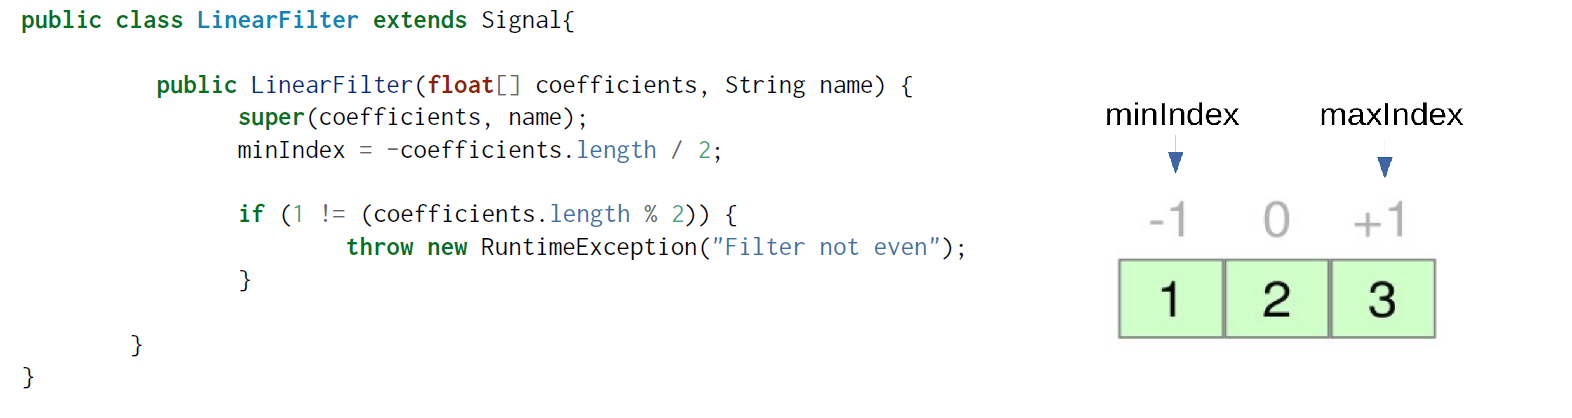 public class LinearFilter extends Signal{
public LinearFilter(float[] coefficients, String name) {
super(coefficients, name);
minIndex = -coefficients.length / 2;
if (1 != (coefficients.length % 2)) {
throw new RuntimeException("Filter not even");
}
}
}
minIndex maxIndex
-1 0 +1
1 2 3